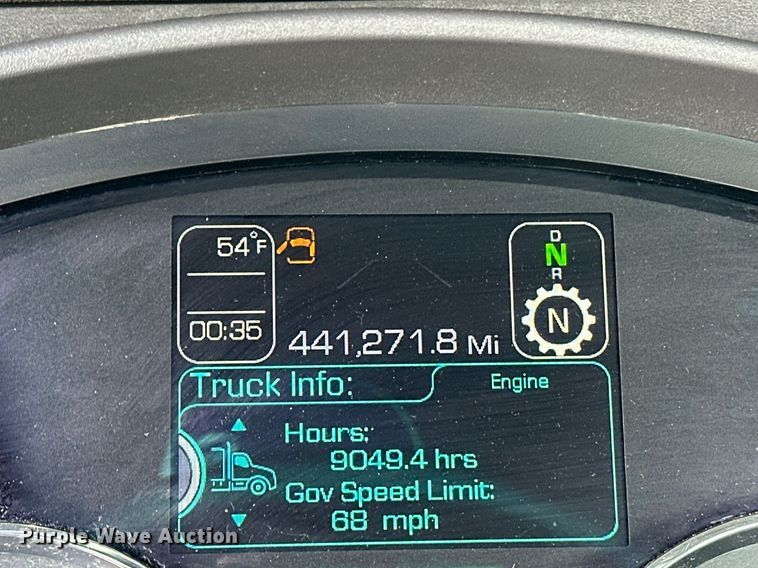 54°F
D
N
R
00:35
441,271.8 Mi
N
Truck Info:
Engine
Hours:
9049.4 hrs
Gov Speed Limit:
68 mph
Purple Wave Auction